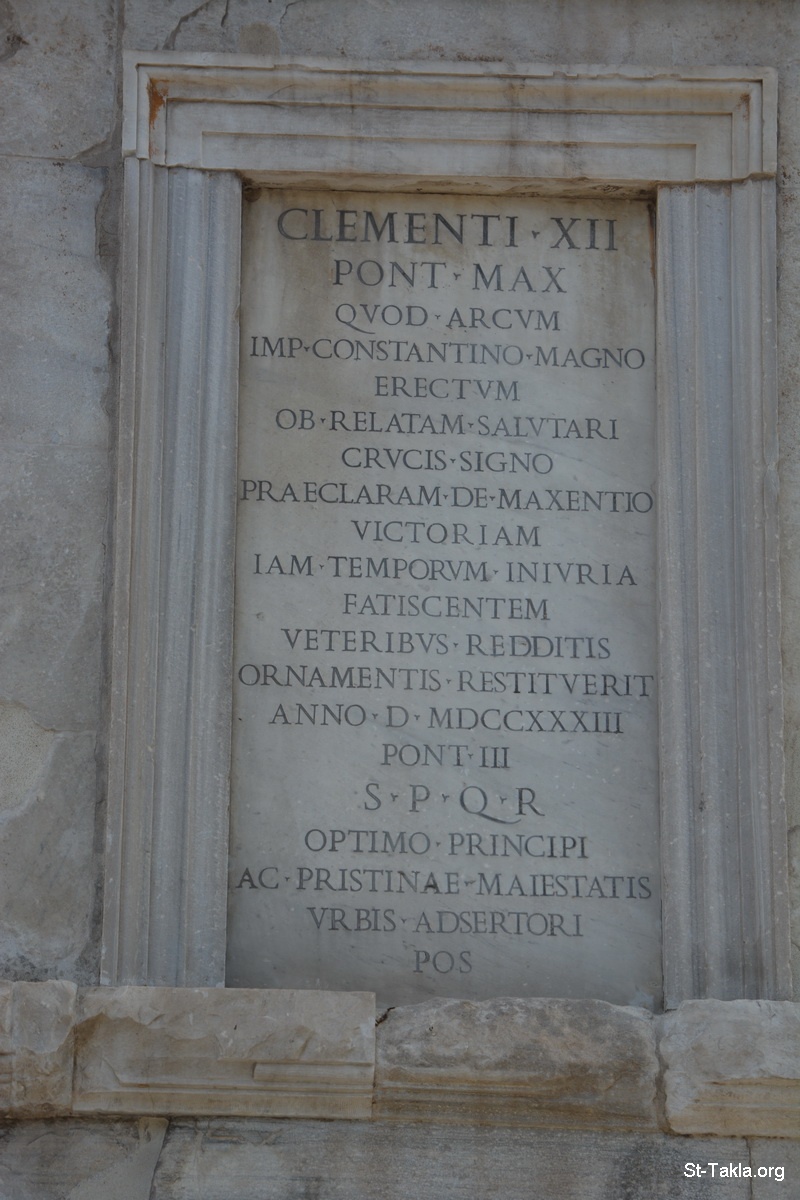 CLEMENTI · XII
PONT · MAX
QVOD · ARCVM
IMP · CONSTANTINO · MAGNO
ERECTVM
OB · RELATAM · SALVTARI
CRVCIS · SIGNO
PRAECLARAM · DE · MAXENTIO
VICTORIAM
IAM · TEMPORVM · INIVRIA
FATISCENTEM
VETERIBVS · REDDITIS
ORNAMENTIS · RESTITVERIT
ANNO · D · MDCCXXXIII
PONT · III
S · P · Q · R
OPTIMO · PRINCIPI
AC · PRISTINAE · MAIESTATIS
VRBIS · ADSERTORI
POS
St-Takla.org